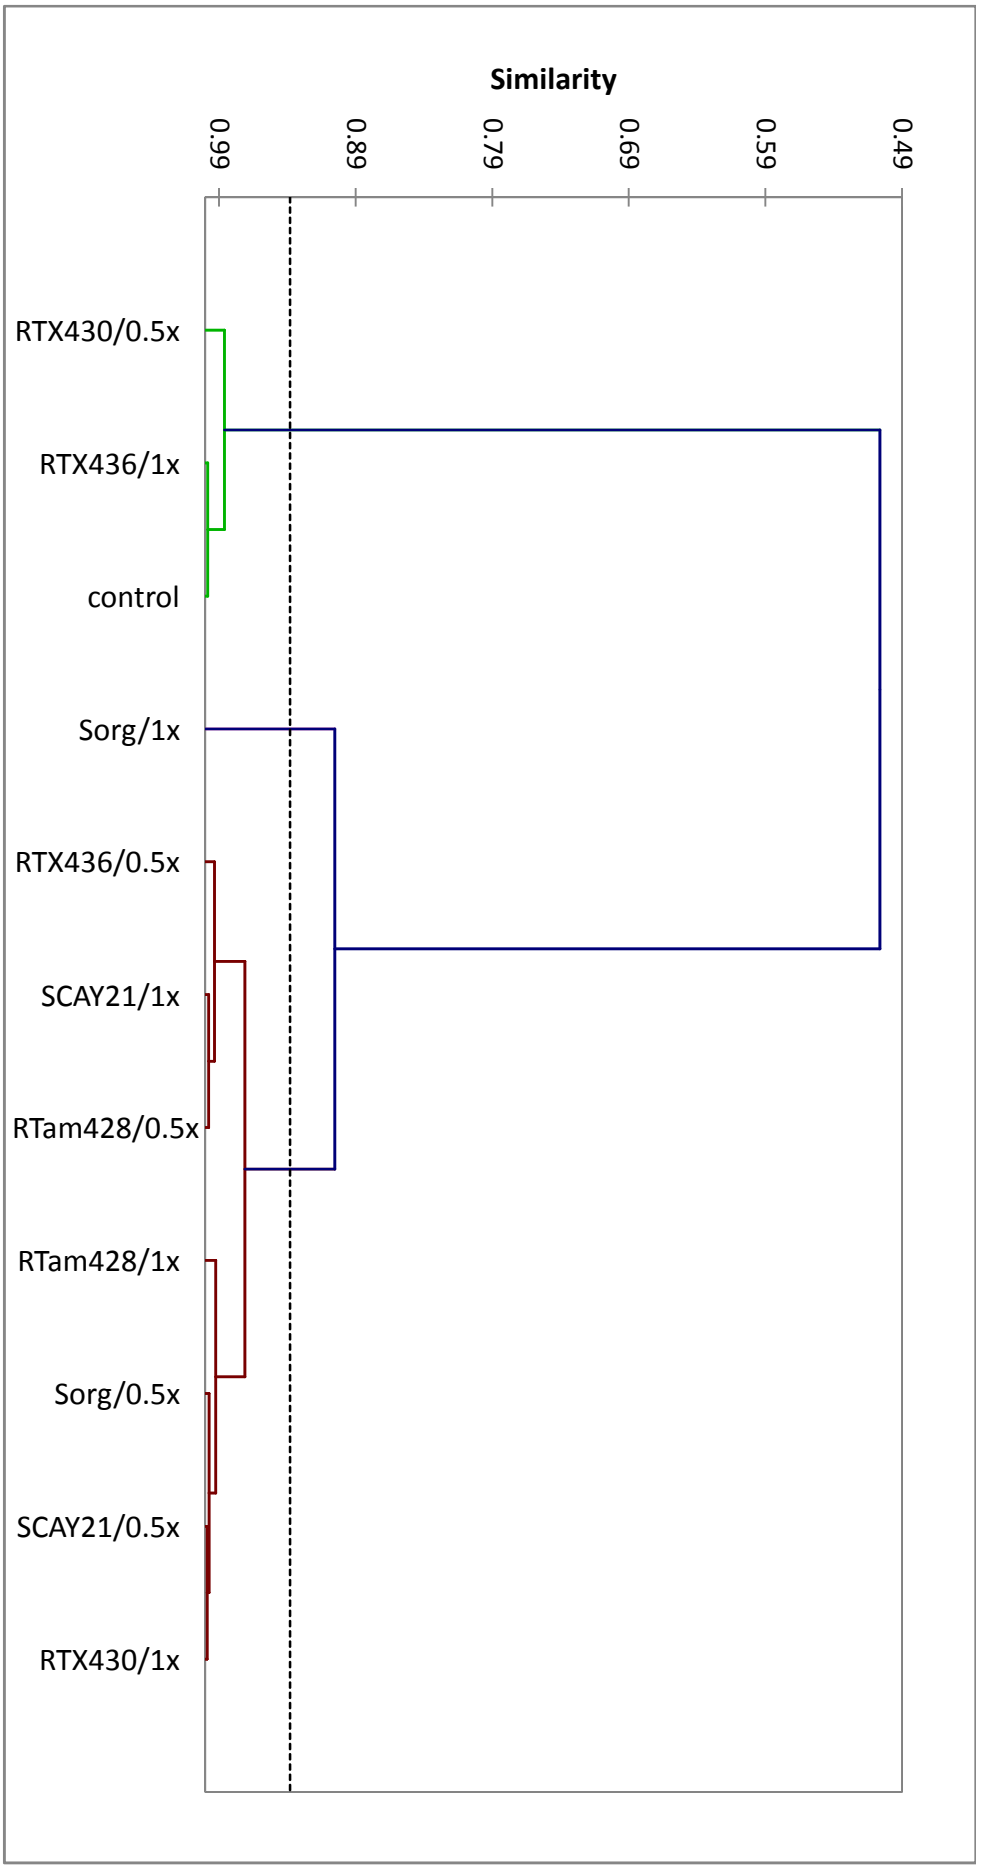 Similarity
0.99
0.89
0.79
0.69
0.59
0.49
RTX430/0.5x
RTX436/1x
control
Sorg/1x
RTX436/0.5x
SCAY21/1x
RTam428/0.5x
RTam428/1x
Sorg/0.5x
SCAY21/0.5x
RTX430/1x